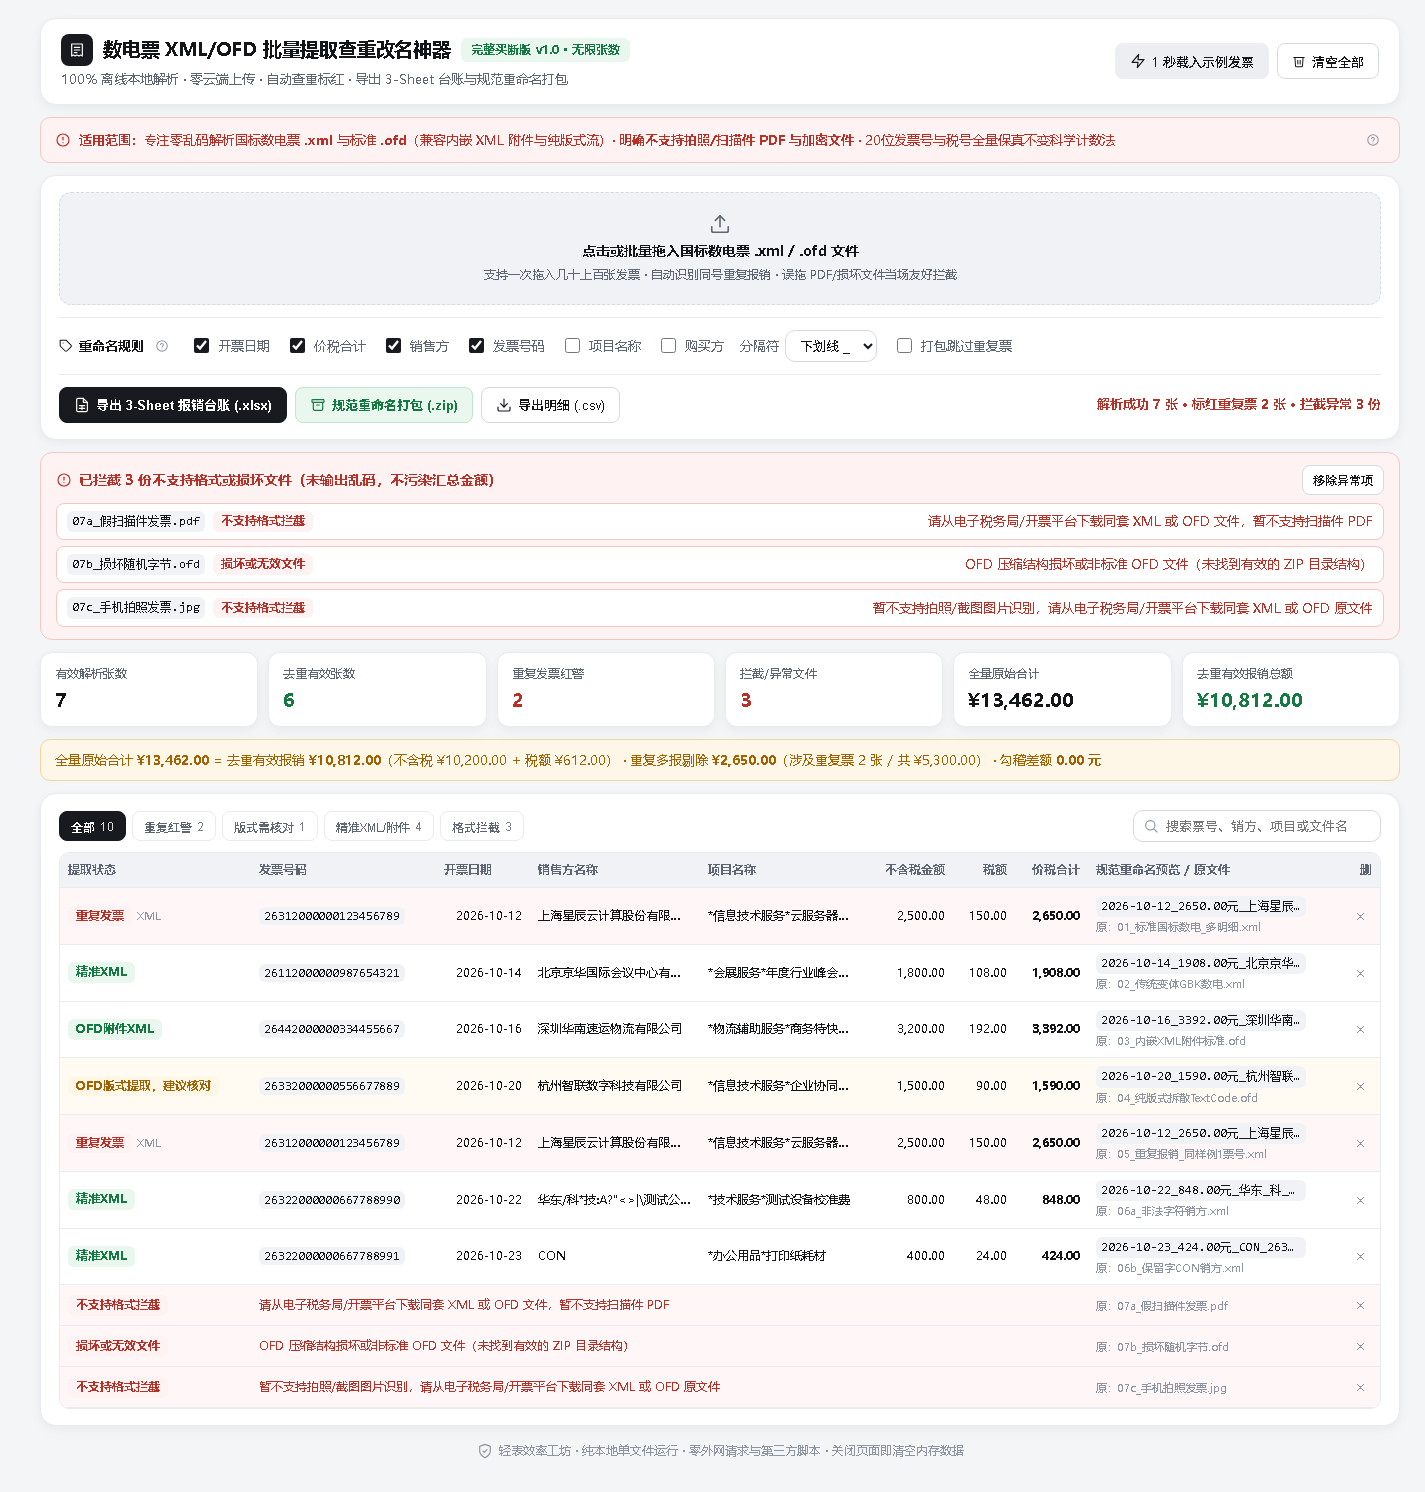 数电票 XML/OFD 批量提取查重改名神器 完整买断版 v1.0 • 无限张数
100% 离线本地解析 · 零云端上传 · 自动查重标红 · 导出 3-Sheet 台账与规范重命名打包
1 秒载入示例发票 清空全部
适用范围：专注零乱码解析国标数电票 .xml 与标准 .ofd（兼容内嵌 XML 附件与纯版式流）· 明确不支持拍照/扫描件 PDF 与加密文件 · 20位发票号与税号全量保真不变科学计数法
点击或批量拖入国标数电票 .xml / .ofd 文件
支持一次拖入几十上百张发票 · 自动识别同号重复报销 · 误拖 PDF/损坏文件当场友好拦截
重命名规则 开票日期 价税合计 销售方 发票号码 项目名称 购买方 分隔符 下划线 _ 打包跳过重复票
导出 3-Sheet 报销台账 (.xlsx) 规范重命名打包 (.zip) 导出明细 (.csv) 解析成功 7 张 • 标红重复票 2 张 • 拦截异常 3 份
已拦截 3 份不支持格式或损坏文件（未输出乱码，不污染汇总金额） 移除异常项
07a_假扫描件发票.pdf 不支持格式拦截 请从电子税务局/开票平台下载同套 XML 或 OFD 文件，暂不支持扫描件 PDF
07b_损坏随机字节.ofd 损坏或无效文件 OFD 压缩结构损坏或非标准 OFD 文件（未找到有效的 ZIP 目录结构）
07c_手机拍照发票.jpg 不支持格式拦截 暂不支持拍照/截图图片识别，请从电子税务局/开票平台下载同套 XML 或 OFD 原文件
有效解析张数 去重有效张数 重复发票红警 拦截/异常文件 全量原始合计 去重有效报销总额
7 6 2 3 ¥13,462.00 ¥10,812.00
全量原始合计 ¥13,462.00 = 去重有效报销 ¥10,812.00（不含税 ¥10,200.00 + 税额 ¥612.00） · 重复多报剔除 ¥2,650.00（涉及重复票 2 张 / 共 ¥5,300.00） · 勾稽差额 0.00 元
全部 10 重复红警 2 版式需核对 1 精准XML/附件 4 格式拦截 3 搜索票号、销方、项目或文件名
提取状态 发票号码 开票日期 销售方名称 项目名称 不含税金额 税额 价税合计 规范重命名预览 / 原文件 删
重复发票 XML 26312000000123456789 2026-10-12 上海星辰云计算股份有限... *信息技术服务*云服务器... 2,500.00 150.00 2,650.00 2026-10-12_2650.00元_上海星辰…
原：01_标准国标数电_多明细.xml
精准XML 26112000000987654321 2026-10-14 北京京华国际会议中心有... *会展服务*年度行业峰会... 1,800.00 108.00 1,908.00 2026-10-14_1908.00元_北京京华…
原：02_传统变体GBK数电.xml
OFD附件XML 26442000000334455667 2026-10-16 深圳华南速运物流有限公司 *物流辅助服务*商务特快... 3,200.00 192.00 3,392.00 2026-10-16_3392.00元_深圳华南…
原：03_内嵌XML附件标准.ofd
OFD版式提取，建议核对 26332000000556677889 2026-10-20 杭州智联数字科技有限公司 *信息技术服务*企业协同... 1,500.00 90.00 1,590.00 2026-10-20_1590.00元_杭州智联…
原：04_纯版式拆散TextCode.ofd
重复发票 XML 26312000000123456789 2026-10-12 上海星辰云计算股份有限... *信息技术服务*云服务器... 2,500.00 150.00 2,650.00 2026-10-12_2650.00元_上海星辰…
原：05_重复报销_同样例1票号.xml
精准XML 26322000000667788990 2026-10-22 华东/科*技:A?"<>|\测试公... *技术服务*测试设备校准费 800.00 48.00 848.00 2026-10-22_848.00元_华东_科_…
原：06a_非法字符销方.xml
精准XML 26322000000667788991 2026-10-23 CON *办公用品*打印纸耗材 400.00 24.00 424.00 2026-10-23_424.00元_CON_263…
原：06b_保留字CON销方.xml
不支持格式拦截 请从电子税务局/开票平台下载同套 XML 或 OFD 文件，暂不支持扫描件 PDF 原：07a_假扫描件发票.pdf
损坏或无效文件 OFD 压缩结构损坏或非标准 OFD 文件（未找到有效的 ZIP 目录结构） 原：07b_损坏随机字节.ofd
不支持格式拦截 暂不支持拍照/截图图片识别，请从电子税务局/开票平台下载同套 XML 或 OFD 原文件 原：07c_手机拍照发票.jpg
轻表效率工坊 · 纯本地单文件运行 · 零外网请求与第三方脚本 · 关闭页面即清空内存数据